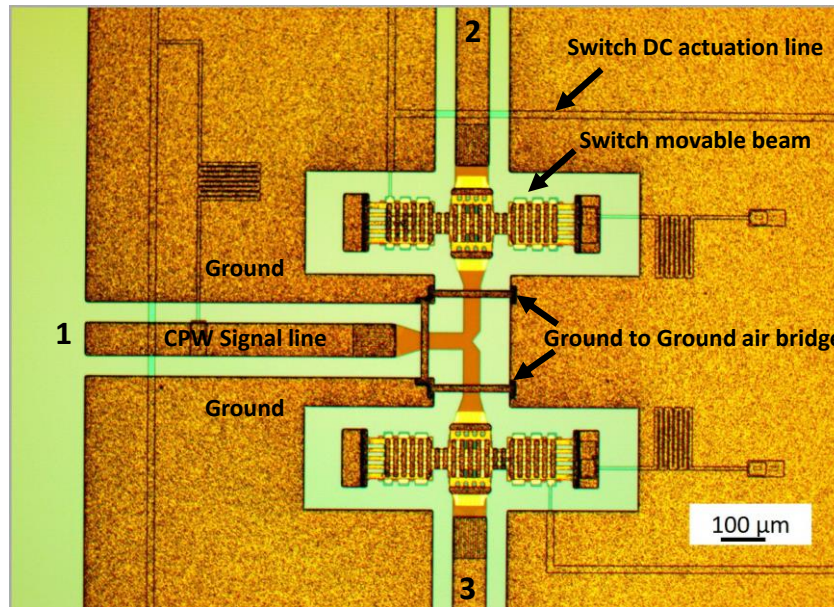 2
Switch DC actuation line
Switch movable beam
Ground
1
CPW Signal line
Ground to Ground air bridge
Ground
100 µm
3